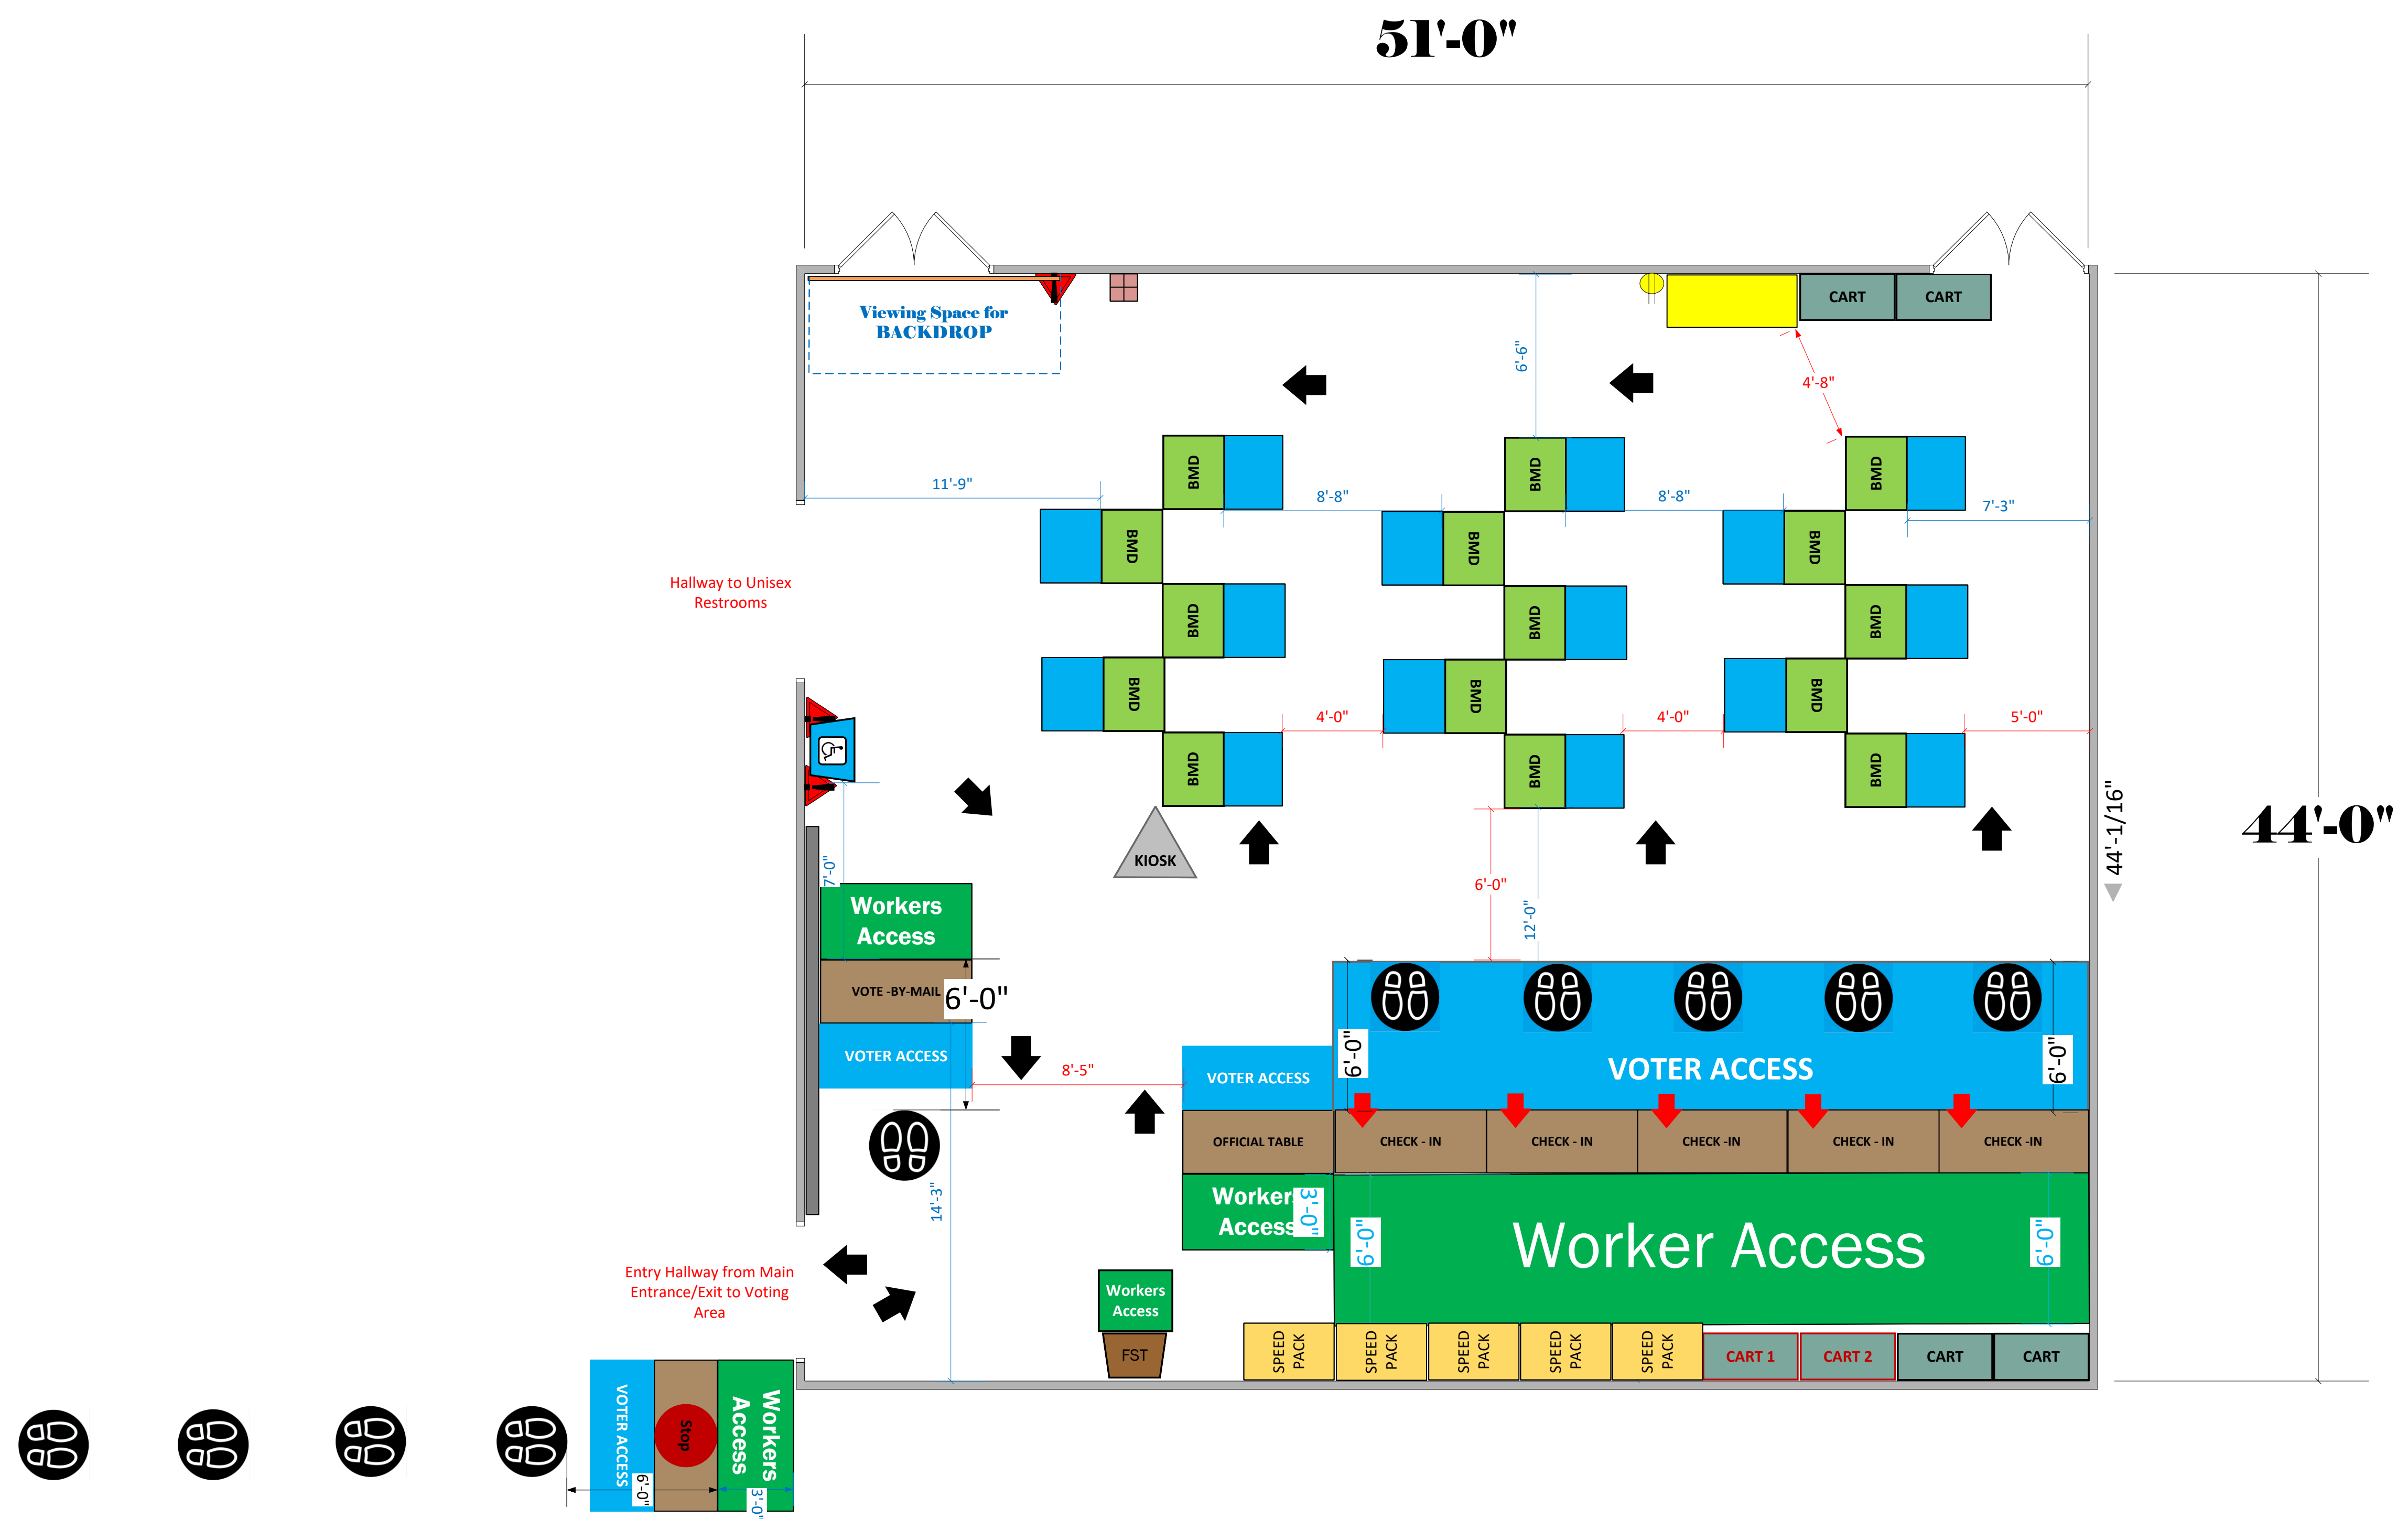 51'-0"
Viewing Space for
BACKDROP
CART
CART
6'-6"
4'-8"
BMD
BMD
BMD
11'-9"
8'-8"
8'-8"
7'-3"
BMD
BMD
BMD
Hallway to Unisex
Restrooms
BMD
BMD
BMD
BMD
BMD
BMD
4'-0"
4'-0"
5'-0"
BMD
BMD
BMD
44'-1/16"
44'-0"
KIOSK
7'-0"
6'-0"
12'-0"
Workers
Access
VOTE -BY-MAIL
6'-0"
VOTER ACCESS
8'-5"
VOTER ACCESS
6'-0"
VOTER ACCESS
6'-0"
OFFICIAL TABLE
CHECK - IN
CHECK - IN
CHECK -IN
CHECK - IN
CHECK -IN
14'-3"
Workers
Access
3'-0"
6'-0"
Worker Access
6'-0"
Entry Hallway from Main
Entrance/Exit to Voting
Area
Workers
Access
FST
SPEED
PACK
SPEED
PACK
SPEED
PACK
SPEED
PACK
SPEED
PACK
CART 1
CART 2
CART
CART
VOTER ACCESS
Stop
Workers
Access
6'-0"
3'-0"